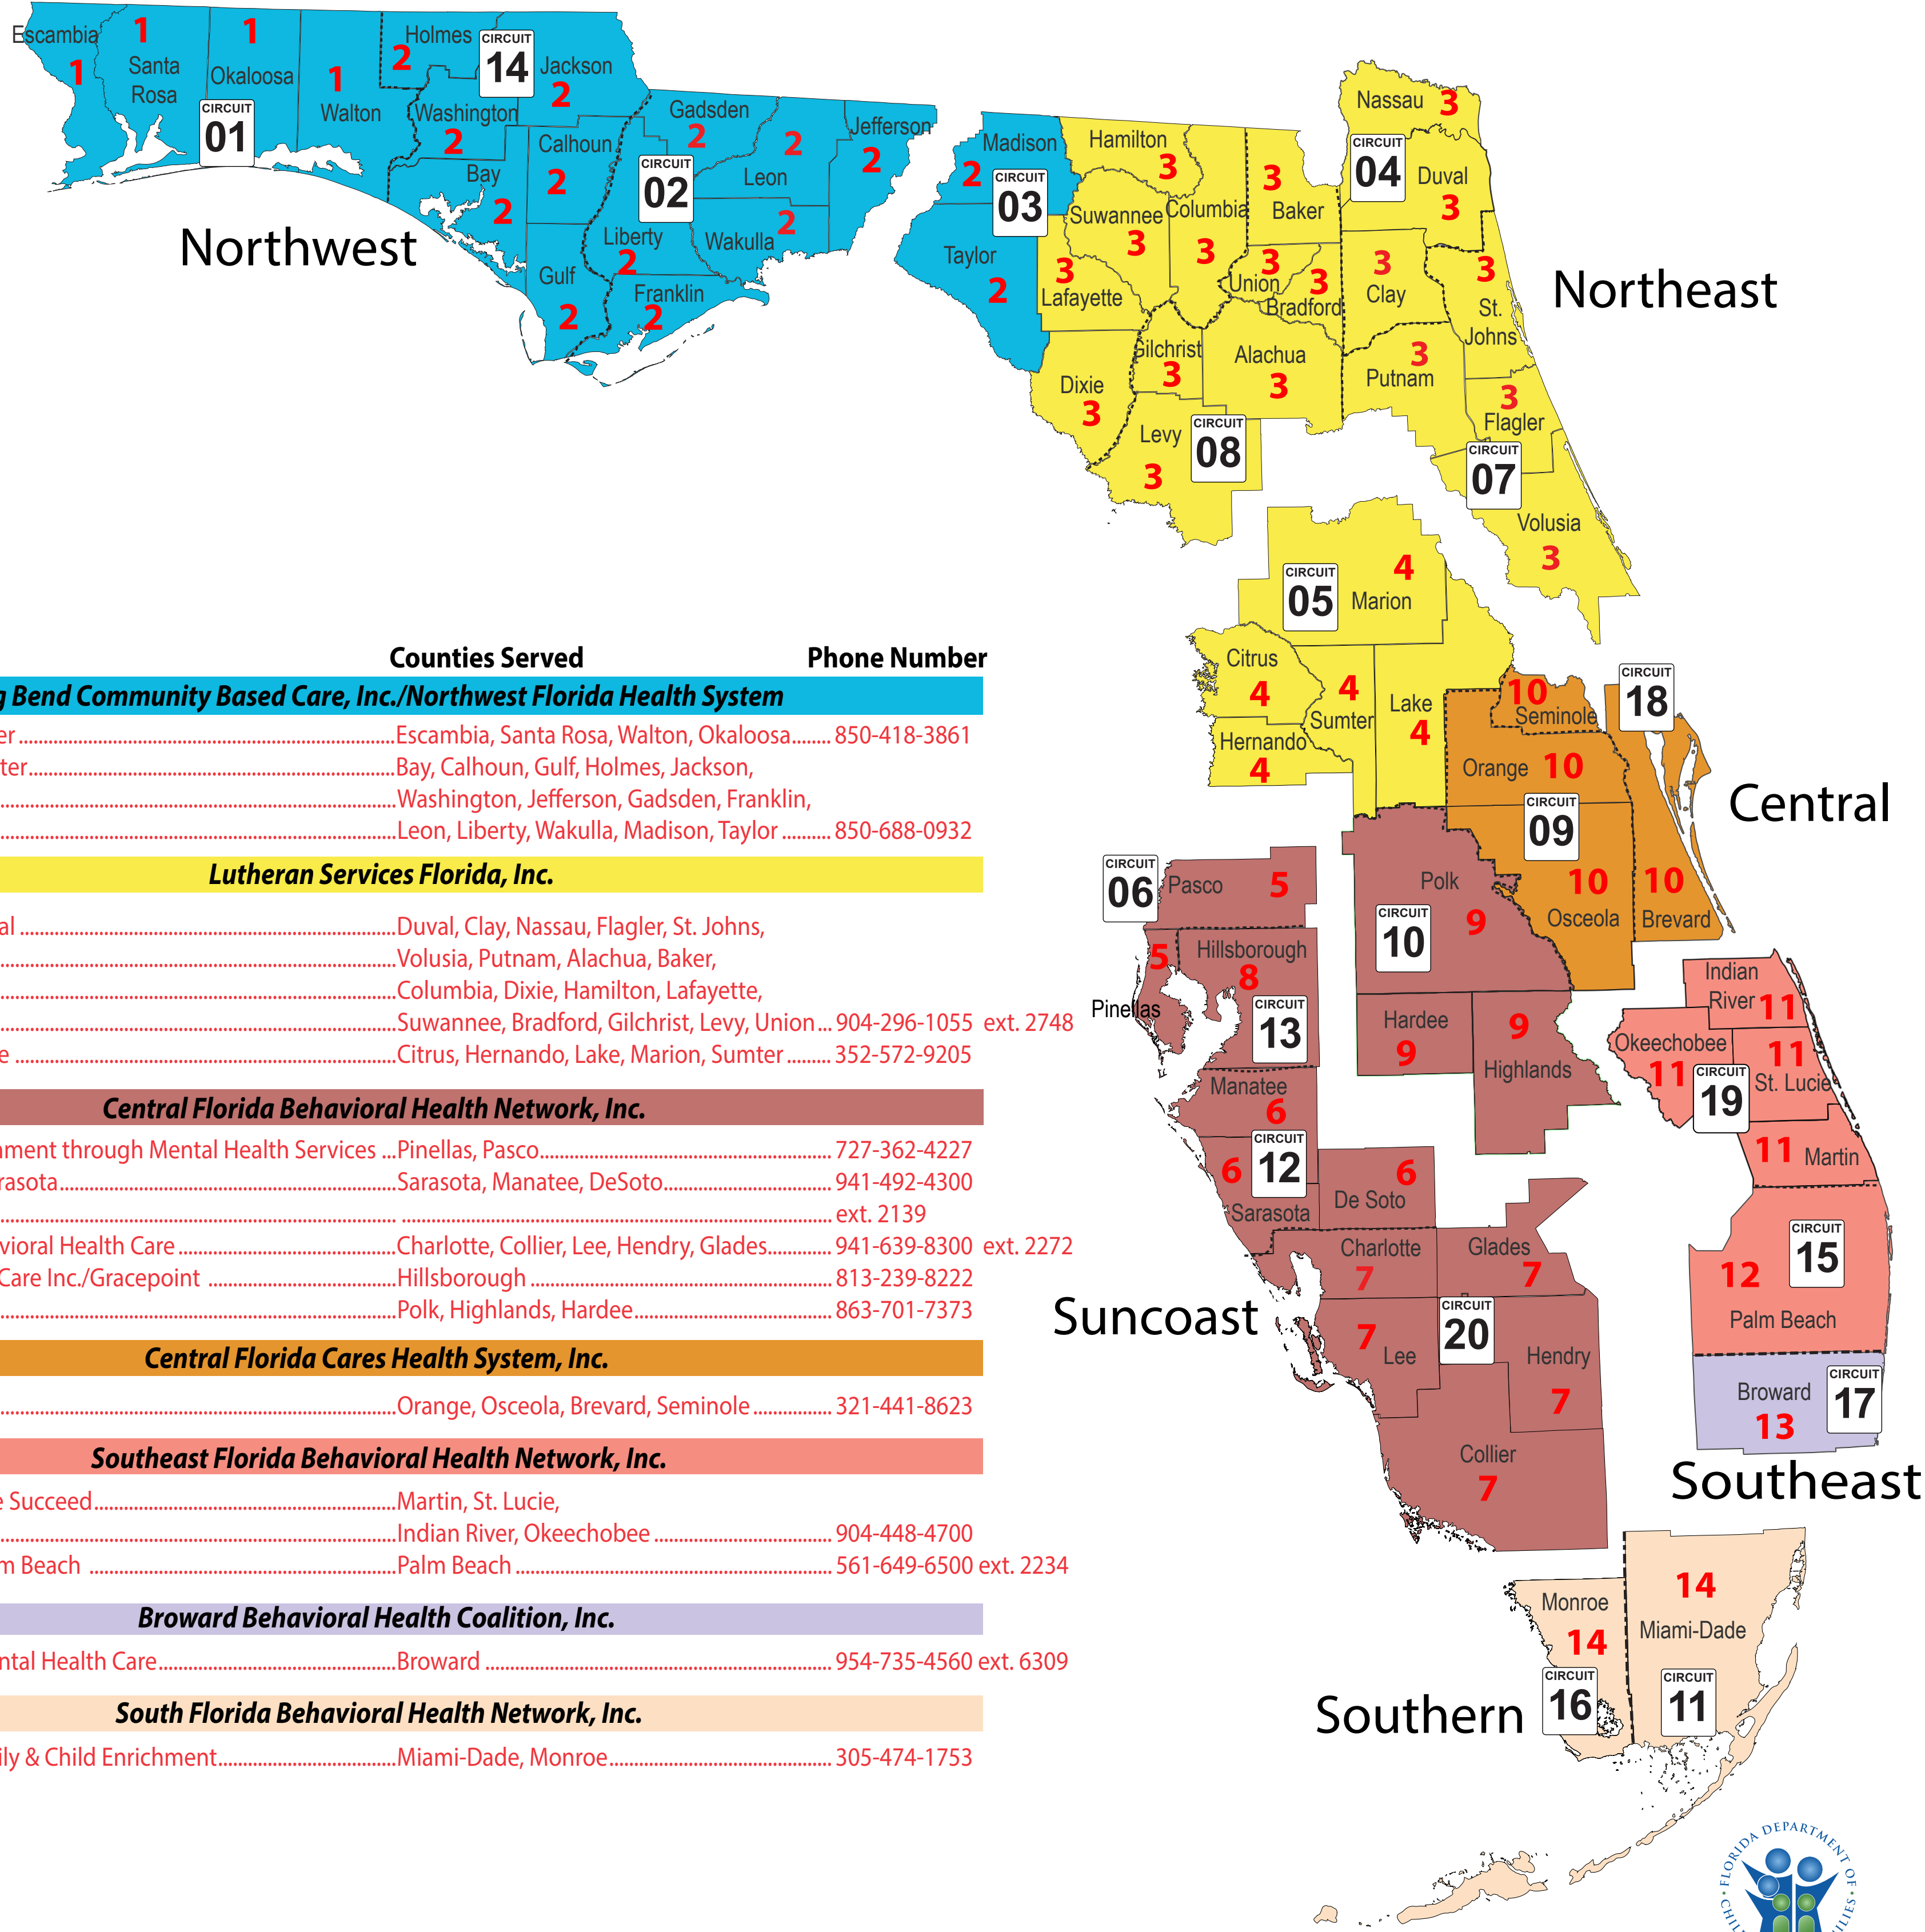 Escambia
1
1
Santa
Rosa
1
Okaloosa
CIRCUIT
01
1
Walton
Holmes
2
CIRCUIT
14
Jackson
2
Washington
2
Calhoun
2
Bay
2
Gulf
2
Gadsden
2
CIRCUIT
02
2
Leon
Jefferson
2
Liberty
2
Wakulla
2
Franklin
2
Northwest
Madison
2
CIRCUIT
03
Taylor
2
Hamilton
3
Suwannee
3
Columbia
3
3
Lafayette
Dixie
3
3
Baker
3
Union
3
Bradford
Gilchrist
3
Alachua
3
Levy
3
CIRCUIT
08
Nassau 3
CIRCUIT
04
Duval
3
3
Clay
3
St.
Johns
3
Putnam
3
Flagler
CIRCUIT
07
Volusia
3
Northeast
CIRCUIT
05
4
Marion
Citrus
4
4
Sumter
Lake
4
Hernando
4
10
Seminole
CIRCUIT
18
Orange 10
CIRCUIT
09
10
Osceola
10
Brevard
Central
CIRCUIT
06
Pasco 5
5
Pinellas
Hillsborough
8
CIRCUIT
13
Polk
9
CIRCUIT
10
Hardee
9
9
Highlands
Manatee
6
CIRCUIT
12
6
Sarasota
6
De Soto
Charlotte
7
Glades
7
7
Lee
CIRCUIT
20
Hendry
7
Collier
7
Suncoast
Indian
River 11
Okeechobee
11
CIRCUIT
19
11
St. Lucie
11 Martin
CIRCUIT
15
12
Palm Beach
Broward
13
CIRCUIT
17
Southeast
Monroe
14
CIRCUIT
16
14
Miami-Dade
CIRCUIT
11
Southern
Counties Served Phone Number
g Bend Community Based Care, Inc./Northwest Florida Health System
er Escambia, Santa Rosa, Walton, Okaloosa 850-418-3861
ter Bay, Calhoun, Gulf, Holmes, Jackson,
Washington, Jefferson, Gadsden, Franklin,
Leon, Liberty, Wakulla, Madison, Taylor 850-688-0932
Lutheran Services Florida, Inc.
al Duval, Clay, Nassau, Flagler, St. Johns,
Volusia, Putnam, Alachua, Baker,
Columbia, Dixie, Hamilton, Lafayette,
Suwannee, Bradford, Gilchrist, Levy, Union 904-296-1055 ext. 2748
e Citrus, Hernando, Lake, Marion, Sumter 352-572-9205
Central Florida Behavioral Health Network, Inc.
nment through Mental Health Services Pinellas, Pasco 727-362-4227
rasota Sarasota, Manatee, DeSoto 941-492-4300
ext. 2139
vioral Health Care Charlotte, Collier, Lee, Hendry, Glades 941-639-8300 ext. 2272
Care Inc./Gracepoint Hillsborough 813-239-8222
Polk, Highlands, Hardee 863-701-7373
Central Florida Cares Health System, Inc.
Orange, Osceola, Brevard, Seminole 321-441-8623
Southeast Florida Behavioral Health Network, Inc.
e Succeed Martin, St. Lucie,
Indian River, Okeechobee 904-448-4700
m Beach Palm Beach 561-649-6500 ext. 2234
Broward Behavioral Health Coalition, Inc.
ntal Health Care Broward 954-735-4560 ext. 6309
South Florida Behavioral Health Network, Inc.
ily & Child Enrichment Miami-Dade, Monroe 305-474-1753
FLORIDA DEPARTMENT OF